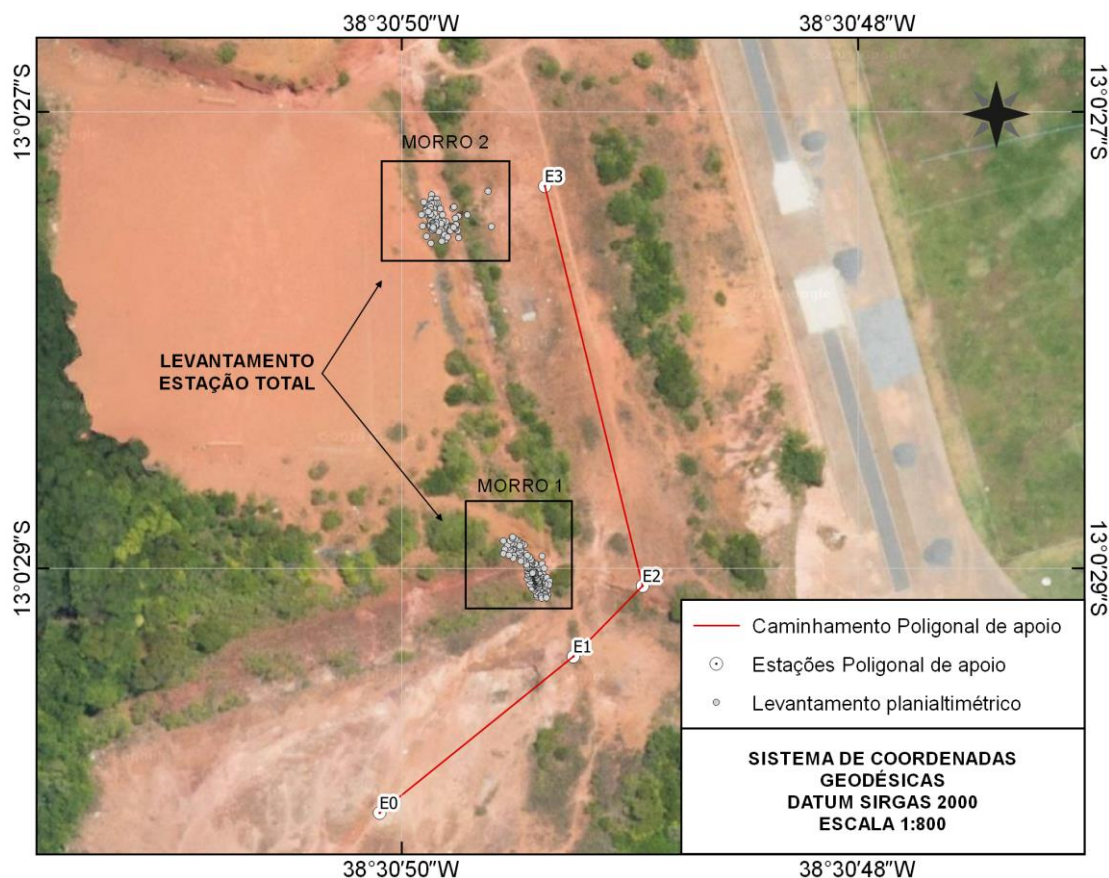 38°30'50"W
38°30'48"W
13°0'27"S
13°0'27"S
MORRO 2
E3
LEVANTAMENTO
ESTAÇÃO TOTAL
MORRO 1
13°0'29"S
13°0'29"S
E2
E1
E0
Caminhamento Poligonal de apoio
Estações Poligonal de apoio
Levantamento planialtimétrico
SISTEMA DE COORDENADAS
GEODÉSICAS
DATUM SIRGAS 2000
ESCALA 1:800
38°30'50"W
38°30'48"W